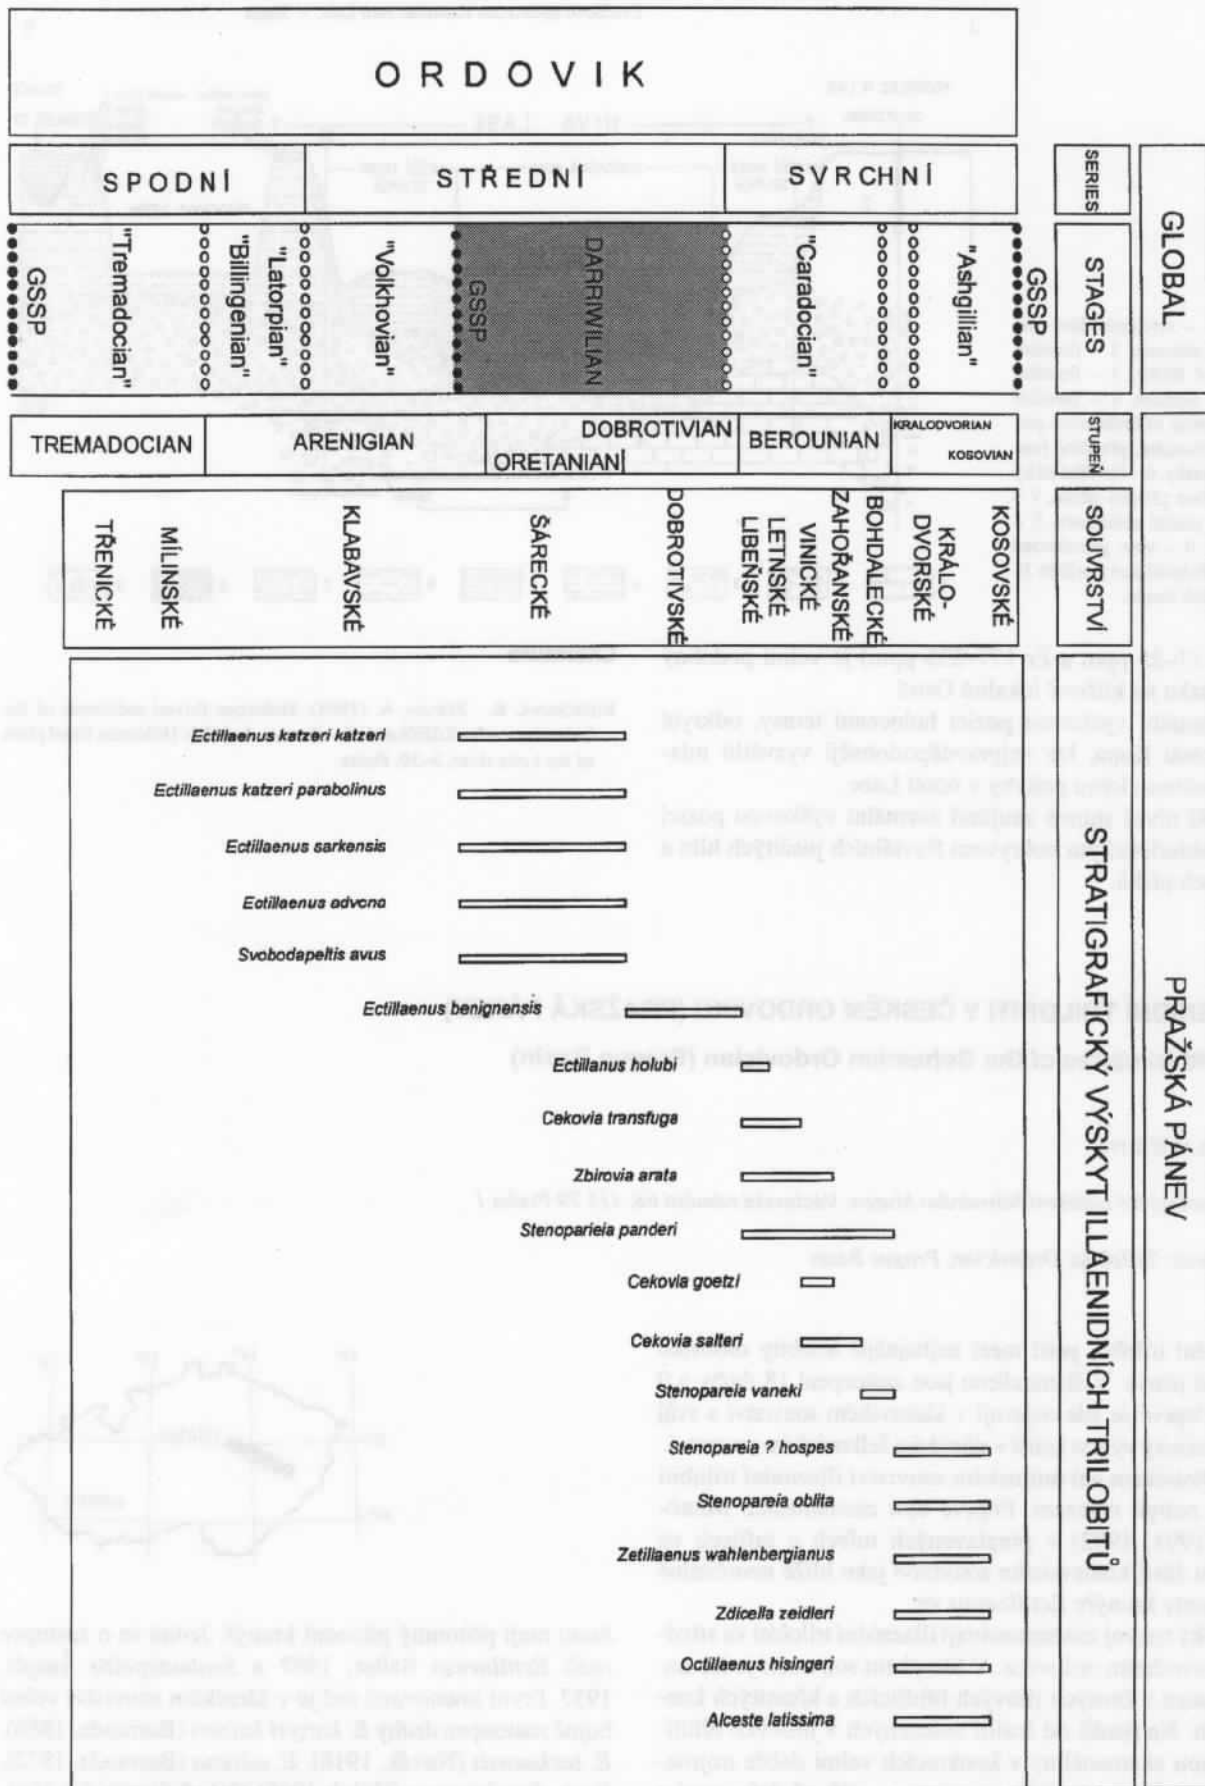 ORDOVIK
SPODNÍ
STŘEDNÍ
SVRCHNÍ
SERIES
GLOBAL
GSSP
"Tremadocian"
"Billingenian"
"Latorpian"
"Volkhovian"
GSSP
DARRIWILIAN
"Caradocian"
"Ashgillian"
GSSP
STAGES
TREMADOCIAN
ARENIGIAN
ORETANIANÍ
DOBROTIVIAN
BEROUNIAN
KRALODVORIAN
KOSOVIAN
STUPEŇ
TŘENICKÉ
MÍLINSKÉ
KLABAVSKÉ
ŠÁRECKÉ
DOBROTIVSKÉ
LIBEŇSKÉ
LETNSKÉ
VINICKÉ
ZAHOŘANSKÉ
BOHDALECKÉ
KRÁLO-
DVORSKÉ
KOSOVSKÉ
SOUVRSTVÍ
Ectillaenus katzeri katzeri
Ectillaenus katzeri parabolinus
Ectillaenus sarkensis
Ectillaenus advena
Svobodapeltis avus
Ectillaenus benignensis
Ectillanus holubi
Cekovia transfuga
Zbirovia arata
Stenoparieia panderi
Cekovia goetzi
Cekovia salteri
Stenopareia vaneki
Stenopareia ? hospes
Stenopareia oblita
Zetillaenus wahlenbergianus
Zdicella zeidleri
Octillaenus hisingeri
Alceste latissima
STRATIGRAFICKÝ VÝSKYT ILLAENIDNÍCH TRILOBITŮ
PRAŽSKÁ PÁNEV